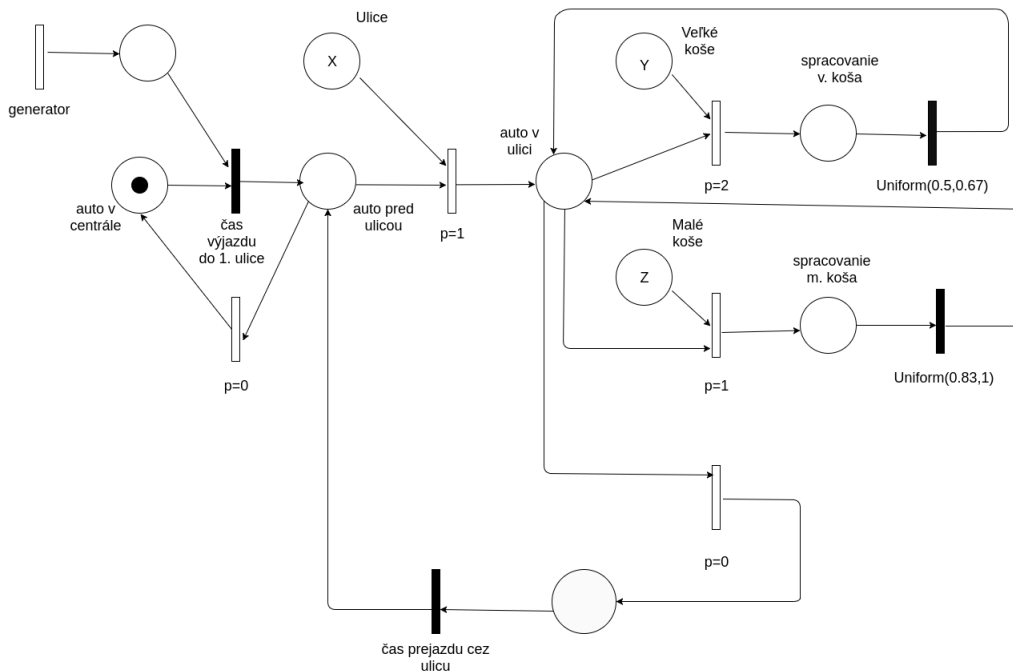 Ulice
X
Veľké
koše
Y
spracovanie
v. koša
generator
auto v
ulici
p=2
Uniform(0.5,0.67)
auto v
centrále
čas
výjazdu
do 1. ulice
auto pred
ulicou
p=1
Malé
koše
Z
spracovanie
m. koša
p=0
p=1
Uniform(0.83,1)
p=0
čas prejazdu cez
ulicu